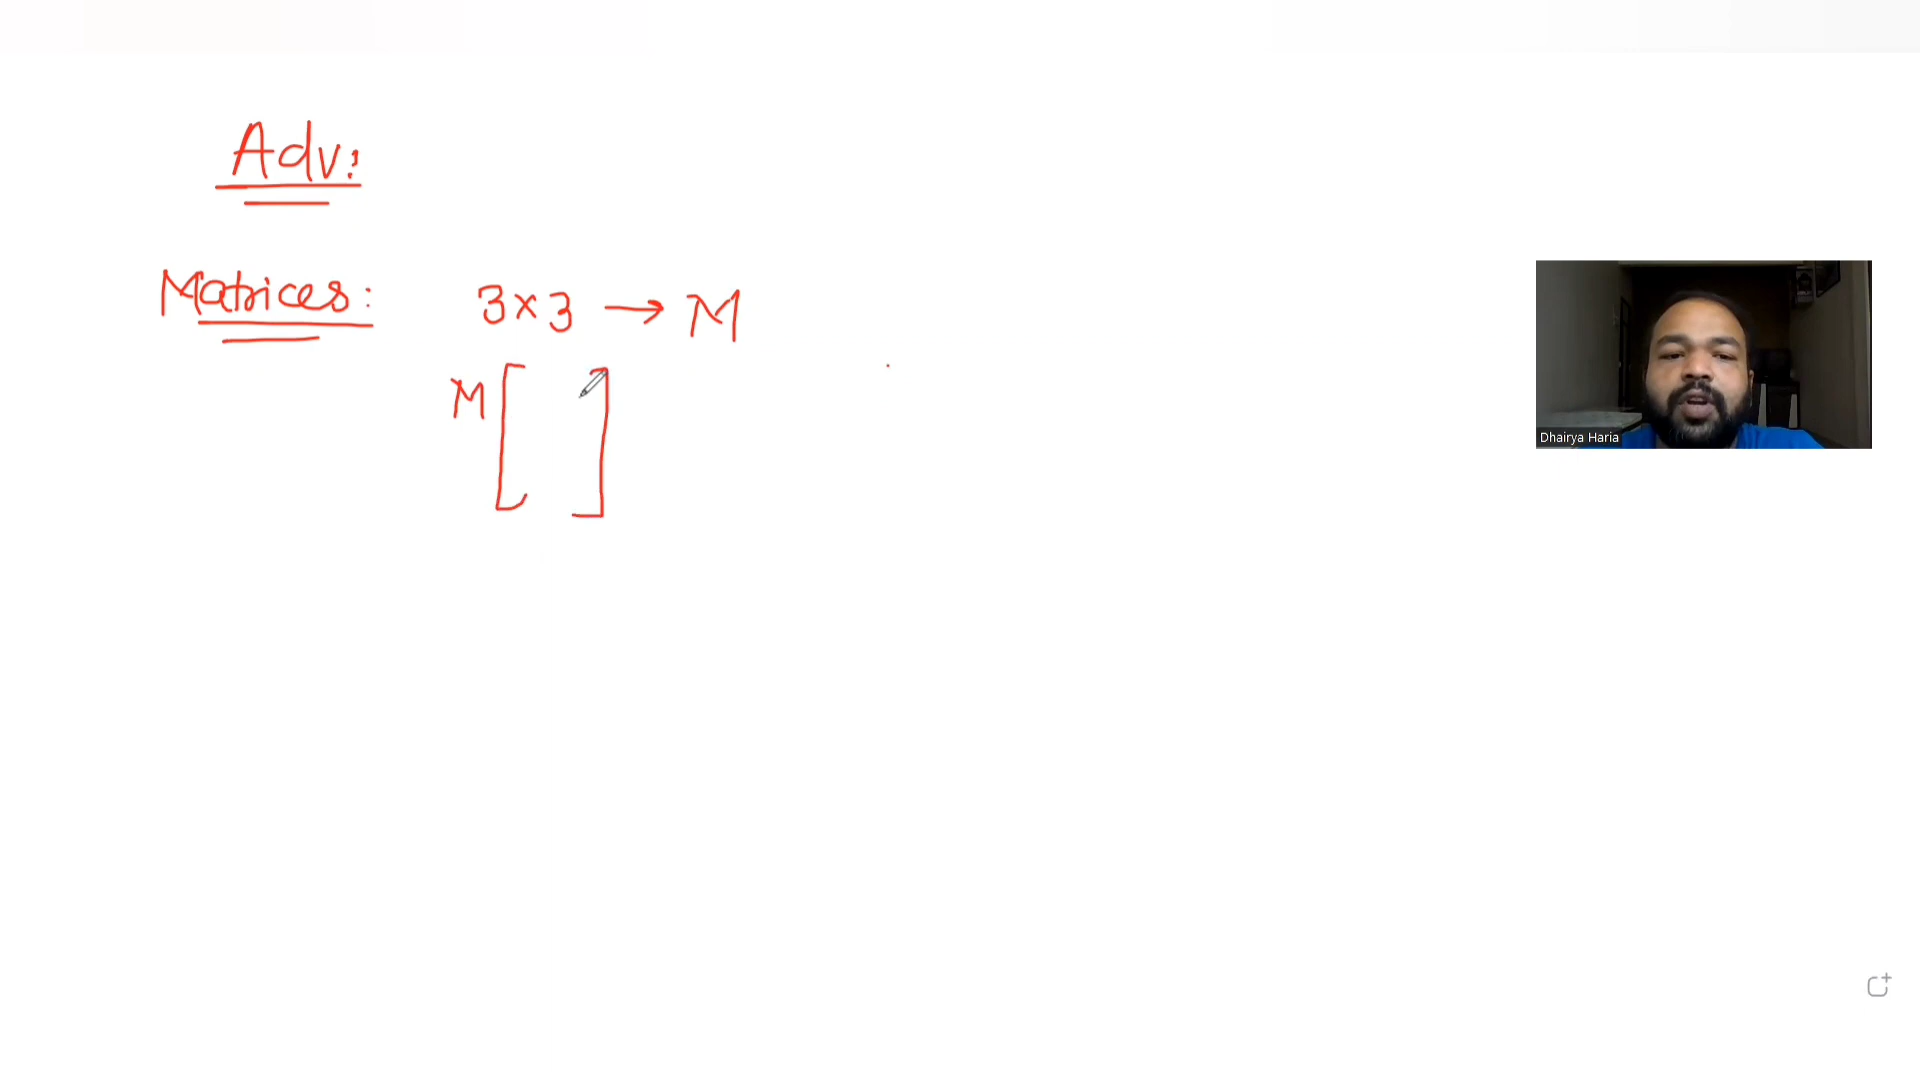 Adv:
Matrices: 3×3 → M
M [ ]
Dhairya Haria